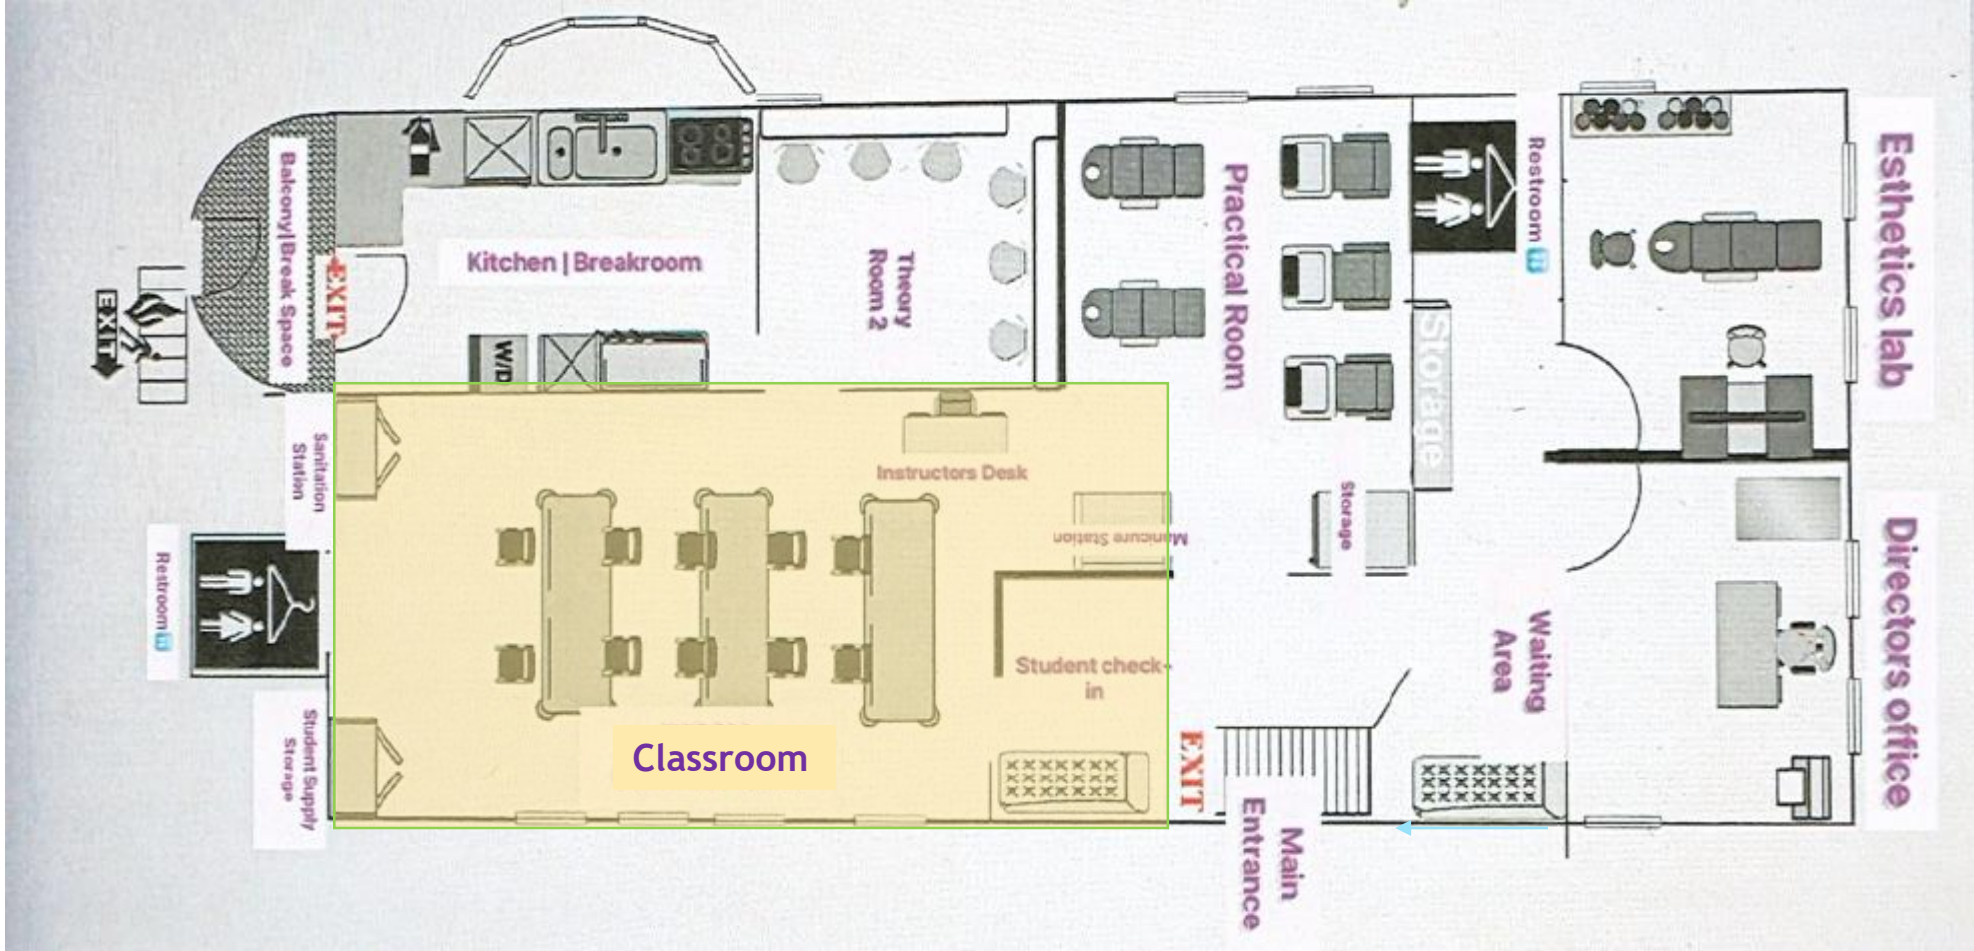 Balcony|Break Space
EXIT
EXIT
Kitchen | Breakroom
W/D
Theory
Room 2
Practical Room
Restroom
Storage
Esthetics lab
Sanitation
Station
Instructors Desk
Manicure Station
Storage
Restroom
Student check-
in
Waiting
Area
Directors office
Student Supply
Storage
Classroom
EXIT
Main
Entrance